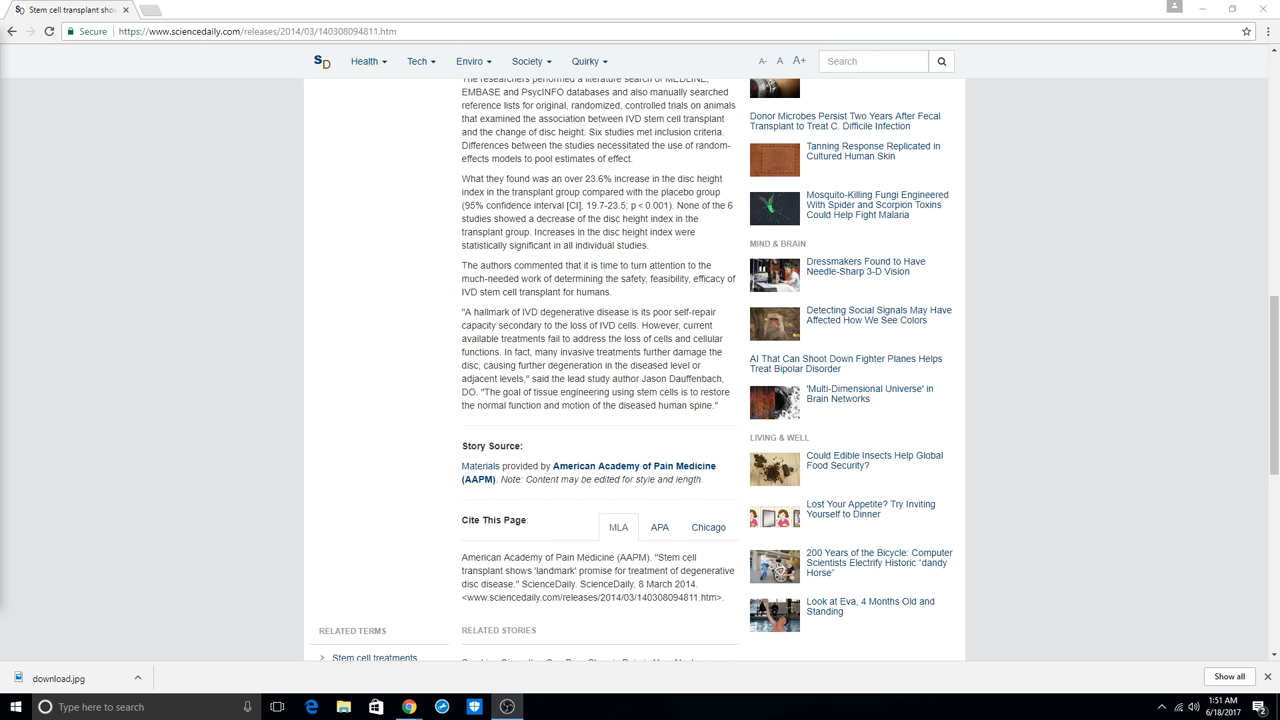 Stem cell transplant sho
Secure https://www.sciencedaily.com/releases/2014/03/140308094811.htm
SD Health Tech Enviro Society Quirky A- A A+ Search
The researchers performed a literature search of MEDLINE,
EMBASE and PsycINFO databases and also manually searched
reference lists for original, randomized, controlled trials on animals
that examined the association between IVD stem cell transplant
and the change of disc height. Six studies met inclusion criteria.
Differences between the studies necessitated the use of random-
effects models to pool estimates of effect.
What they found was an over 23.6% increase in the disc height
index in the transplant group compared with the placebo group
(95% confidence interval [CI], 19.7-23.5; p < 0.001). None of the 6
studies showed a decrease of the disc height index in the
transplant group. Increases in the disc height index were
statistically significant in all individual studies.
The authors commented that it is time to turn attention to the
much-needed work of determining the safety, feasibility, efficacy of
IVD stem cell transplant for humans.
"A hallmark of IVD degenerative disease is its poor self-repair
capacity secondary to the loss of IVD cells. However, current
available treatments fail to address the loss of cells and cellular
functions. In fact, many invasive treatments further damage the
disc, causing further degeneration in the diseased level or
adjacent levels," said the lead study author Jason Dauffenbach,
DO. "The goal of tissue engineering using stem cells is to restore
the normal function and motion of the diseased human spine."
Story Source:
Materials provided by American Academy of Pain Medicine
(AAPM). Note: Content may be edited for style and length.
Cite This Page:
MLA APA Chicago
American Academy of Pain Medicine (AAPM). "Stem cell
transplant shows 'landmark' promise for treatment of degenerative
disc disease." ScienceDaily. ScienceDaily, 8 March 2014.
<www.sciencedaily.com/releases/2014/03/140308094811.htm>.
RELATED TERMS
Stem cell treatments
RELATED STORIES
Donor Microbes Persist Two Years After Fecal
Transplant to Treat C. Difficile Infection
Tanning Response Replicated in
Cultured Human Skin
Mosquito-Killing Fungi Engineered
With Spider and Scorpion Toxins
Could Help Fight Malaria
MIND & BRAIN
Dressmakers Found to Have
Needle-Sharp 3-D Vision
Detecting Social Signals May Have
Affected How We See Colors
AI That Can Shoot Down Fighter Planes Helps
Treat Bipolar Disorder
'Multi-Dimensional Universe' in
Brain Networks
LIVING & WELL
Could Edible Insects Help Global
Food Security?
Lost Your Appetite? Try Inviting
Yourself to Dinner
200 Years of the Bicycle: Computer
Scientists Electrify Historic “dandy
Horse”
Look at Eva, 4 Months Old and
Standing
download.jpg
Show all
Type here to search
1:51 AM
6/18/2017
2